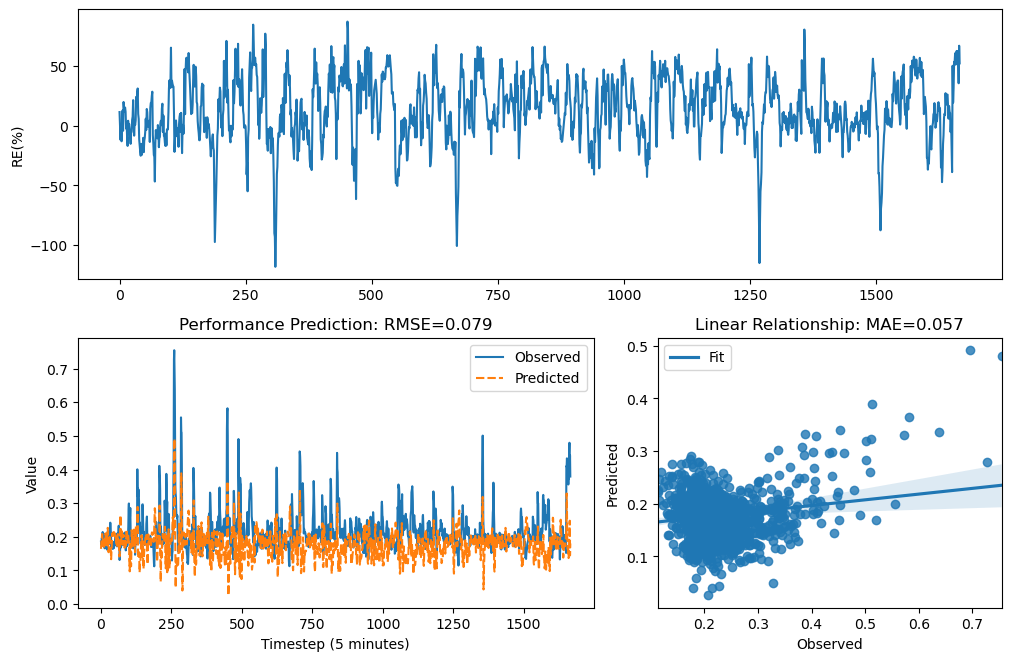 RE(%)
50
0
−50
−100
0 250 500 750 1000 1250 1500
Performance Prediction: RMSE=0.079
Value
0.7
0.6
0.5
0.4
0.3
0.2
0.1
0.0
Observed
Predicted
0 250 500 750 1000 1250 1500
Timestep (5 minutes)
Linear Relationship: MAE=0.057
Predicted
0.5
0.4
0.3
0.2
0.1
Fit
0.2 0.3 0.4 0.5 0.6 0.7
Observed